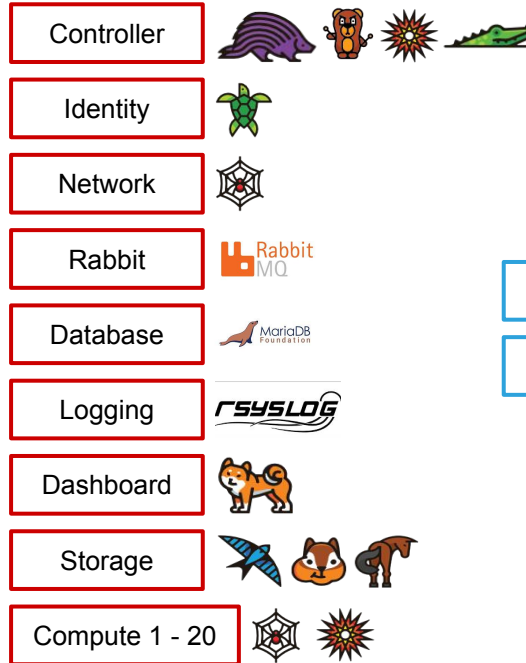 Controller
Identity
Network
Rabbit
Rabbit
MQ
Database
MariaDB
Foundation
Logging
rsyslog
Dashboard
Storage
Compute 1 - 20